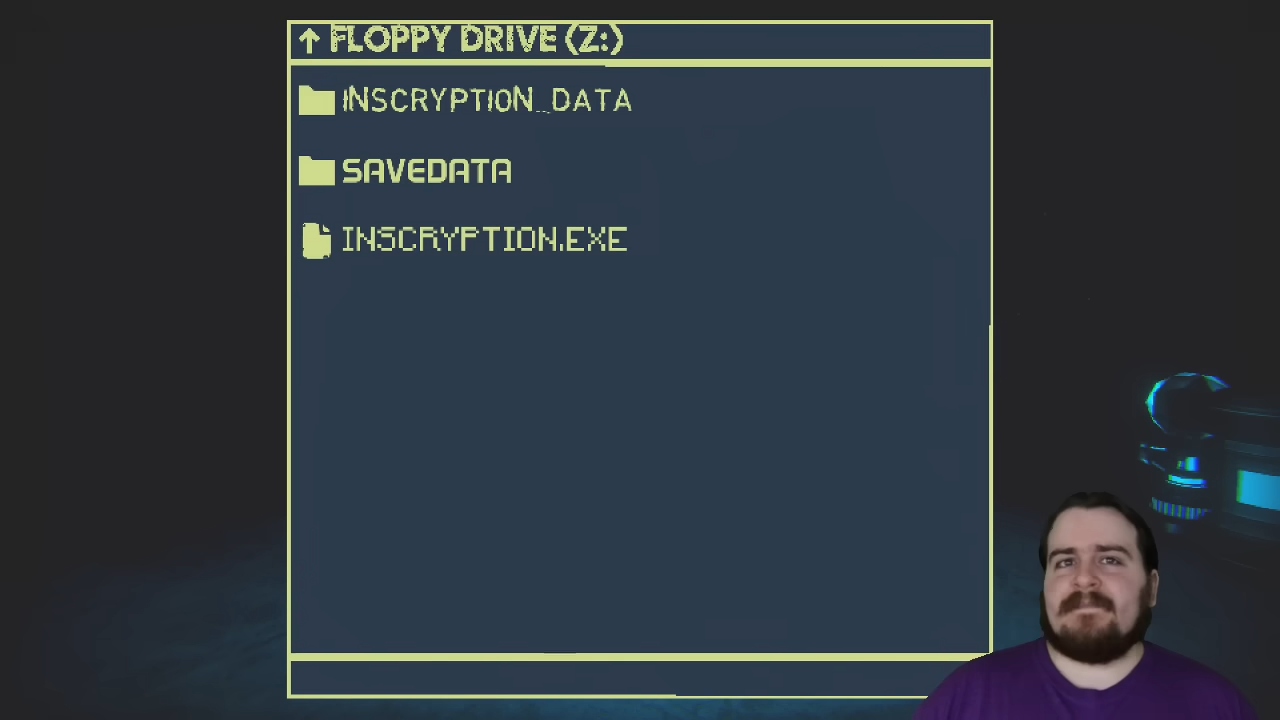 ↑ FLOPPY DRIVE (Z:)
INSCRYPTION_DATA
SAVEDATA
INSCRYPTION.EXE